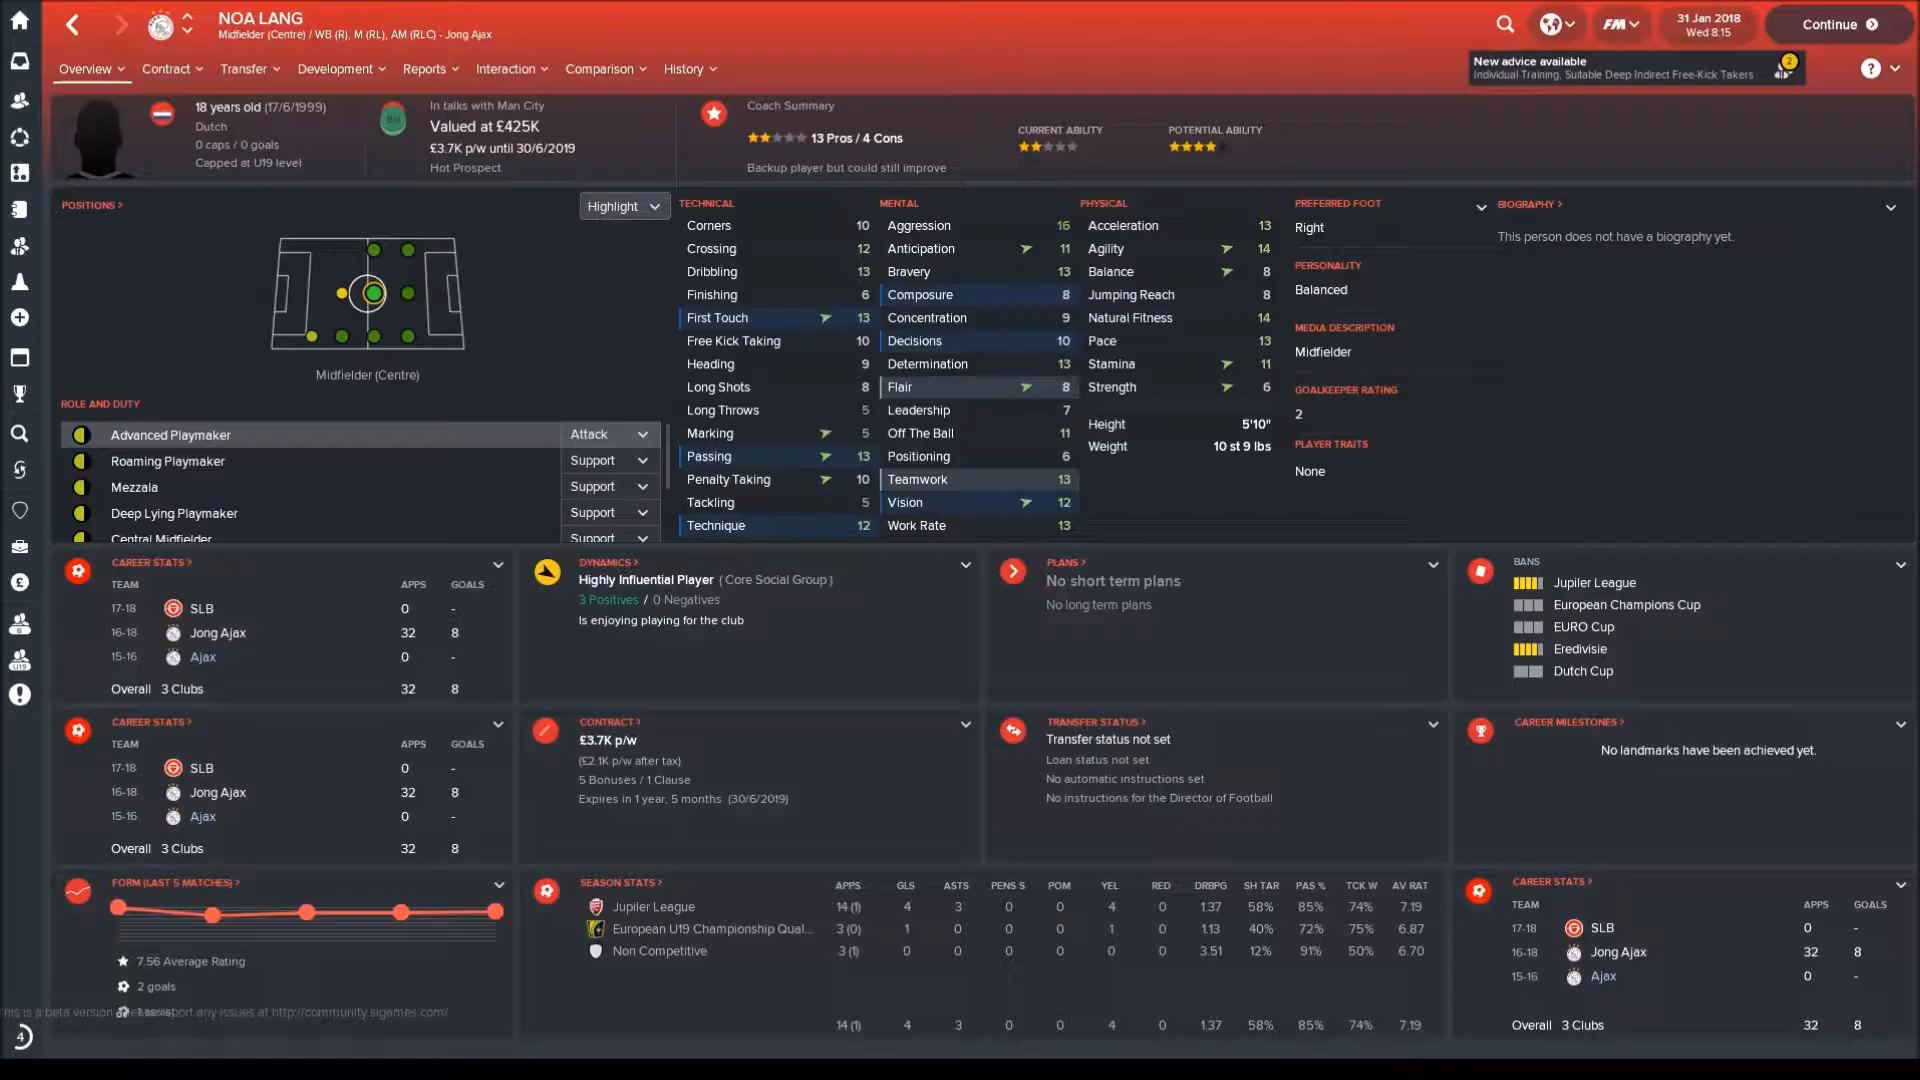 NOA LANG
Midfielder (Centre) / WB (R), M (RL), AM (RLC) - Jong Ajax
FM
31 Jan 2018
Wed 8:15
Continue
Overview Contract Transfer Development Reports Interaction Comparison History
New advice available
Individual Training, Suitable Deep Indirect Free-Kick Takers
2
?
18 years old (17/6/1999)
Dutch
0 caps / 0 goals
Capped at U19 level
In talks with Man City
Valued at £425K
£3.7K p/w until 30/6/2019
Hot Prospect
Coach Summary
13 Pros / 4 Cons
Backup player but could still improve
CURRENT ABILITY
POTENTIAL ABILITY
POSITIONS >
Highlight
Midfielder (Centre)
ROLE AND DUTY
Advanced Playmaker Attack
Roaming Playmaker Support
Mezzala Support
Deep Lying Playmaker Support
Central Midfielder Support
TECHNICAL
Corners 10
Crossing 12
Dribbling 13
Finishing 6
First Touch 13
Free Kick Taking 10
Heading 9
Long Shots 8
Long Throws 5
Marking 5
Passing 13
Penalty Taking 10
Tackling 5
Technique 12
MENTAL
Aggression 16
Anticipation 11
Bravery 13
Composure 8
Concentration 9
Decisions 10
Determination 13
Flair 8
Leadership 7
Off The Ball 11
Positioning 6
Teamwork 13
Vision 12
Work Rate 13
PHYSICAL
Acceleration 13
Agility 14
Balance 8
Jumping Reach 8
Natural Fitness 14
Pace 13
Stamina 11
Strength 6
Height 5'10"
Weight 10 st 9 lbs
PREFERRED FOOT
Right
PERSONALITY
Balanced
MEDIA DESCRIPTION
Midfielder
GOALKEEPER RATING
2
PLAYER TRAITS
None
BIOGRAPHY >
This person does not have a biography yet.
CAREER STATS >
TEAM APPS GOALS
17-18 SLB 0 -
16-18 Jong Ajax 32 8
15-16 Ajax 0 -
Overall 3 Clubs 32 8
DYNAMICS >
Highly Influential Player ( Core Social Group )
3 Positives / 0 Negatives
Is enjoying playing for the club
PLANS >
No short term plans
No long term plans
BANS
Jupiler League
European Champions Cup
EURO Cup
Eredivisie
Dutch Cup
CAREER STATS >
TEAM APPS GOALS
17-18 SLB 0 -
16-18 Jong Ajax 32 8
15-16 Ajax 0 -
Overall 3 Clubs 32 8
CONTRACT >
£3.7K p/w
(£2.1K p/w after tax)
5 Bonuses / 1 Clause
Expires in 1 year, 5 months (30/6/2019)
TRANSFER STATUS >
Transfer status not set
Loan status not set
No automatic instructions set
No instructions for the Director of Football
CAREER MILESTONES >
No landmarks have been achieved yet.
FORM (LAST 5 MATCHES) >
7.56 Average Rating
2 goals
1 assist
This is a beta version please report any issues at http://community.sigames.com/
SEASON STATS > APPS GLS ASTS PENS S POM YEL RED DRBPG SH TAR PAS % TCK W AV RAT
Jupiler League 14 (1) 4 3 0 0 4 0 1.37 58% 85% 74% 7.19
European U19 Championship Qual... 3 (0) 1 0 0 0 1 0 1.13 40% 72% 75% 6.87
Non Competitive 3 (1) 0 0 0 0 0 0 3.51 12% 91% 50% 6.70
14 (1) 4 3 0 0 4 0 1.37 58% 85% 74% 7.19
CAREER STATS >
TEAM APPS GOALS
17-18 SLB 0 -
16-18 Jong Ajax 32 8
15-16 Ajax 0 -
Overall 3 Clubs 32 8
B
U19
4